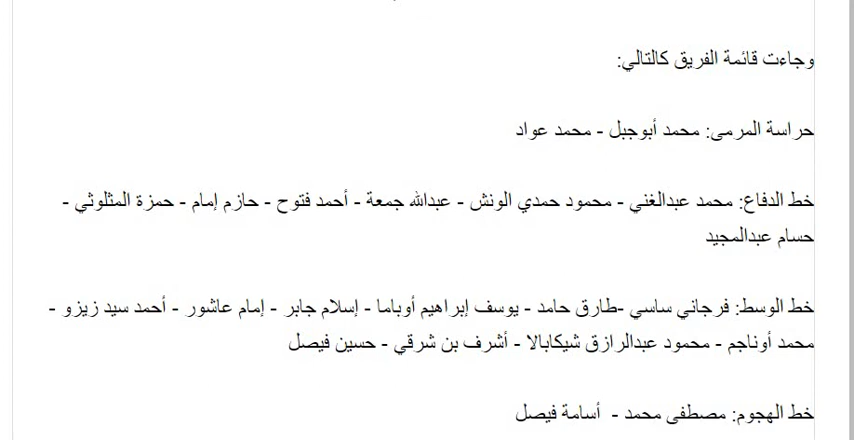 وجاءت قائمة الفريق كالتالي:
حراسة المرمى: محمد أبوجبل - محمد عواد
خط الدفاع: محمد عبدالغني - محمود حمدي الونش - عبدالله جمعة - أحمد فتوح - حازم إمام - حمزة المثلوثي -
حسام عبدالمجيد
خط الوسط: فرجاني ساسي -طارق حامد - يوسف إبراهيم أوباما - إسلام جابر - إمام عاشور - أحمد سيد زيزو -
محمد أوناجم - محمود عبدالرازق شيكابالا - أشرف بن شرقي - حسين فيصل
خط الهجوم: مصطفى محمد - أسامة فيصل